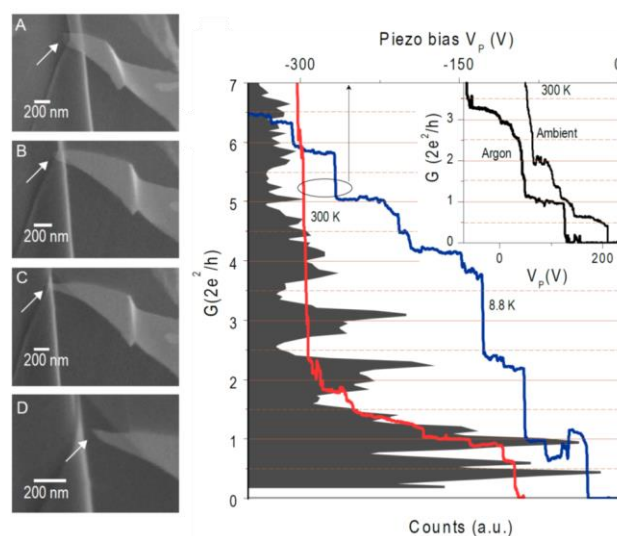 A
200 nm
B
200 nm
C
200 nm
D
200 nm
Piezo bias V_P (V)
-300 -150 0
7
6
5
4
3
2
1
0
G(2e²/h)
300 K
8.8 K
Counts (a.u.)
300 K
Ambient
Argon
3
2
1
0
G (2e²/h)
0 200
V_P(V)